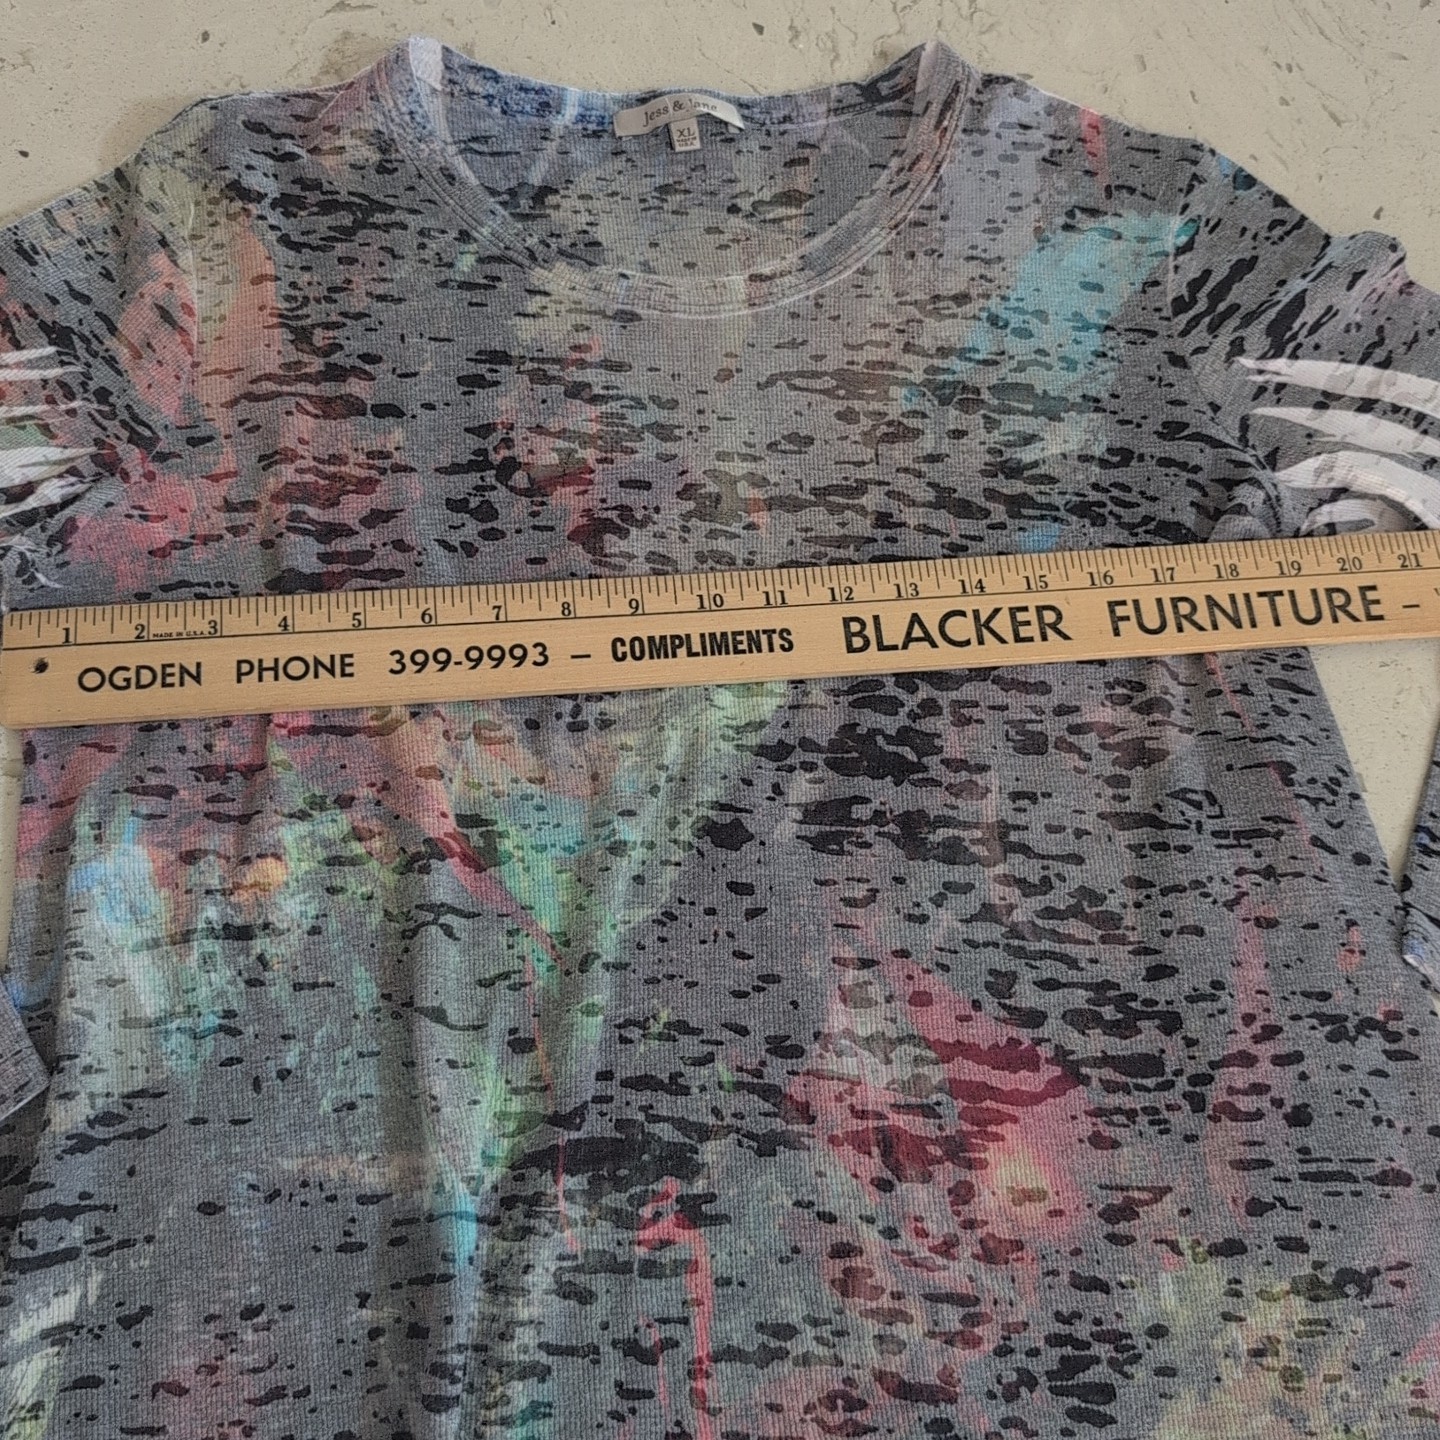 Jess & Jane
XL
1 2 3 4 5 6 7 8 9 10 11 12 13 14 15 16 17 18 19 20 21
MADE IN U.S.A.
OGDEN PHONE 399-9993 – COMPLIMENTS BLACKER FURNITURE –